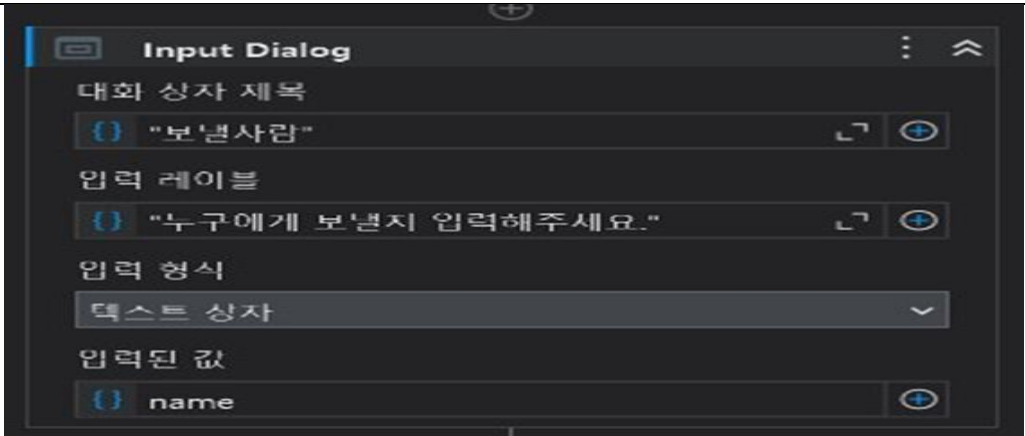 Input Dialog
대화 상자 제목
"보낼사람"
입력 레이블
"누구에게 보낼지 입력해주세요."
입력 형식
텍스트 상자
입력된 값
name